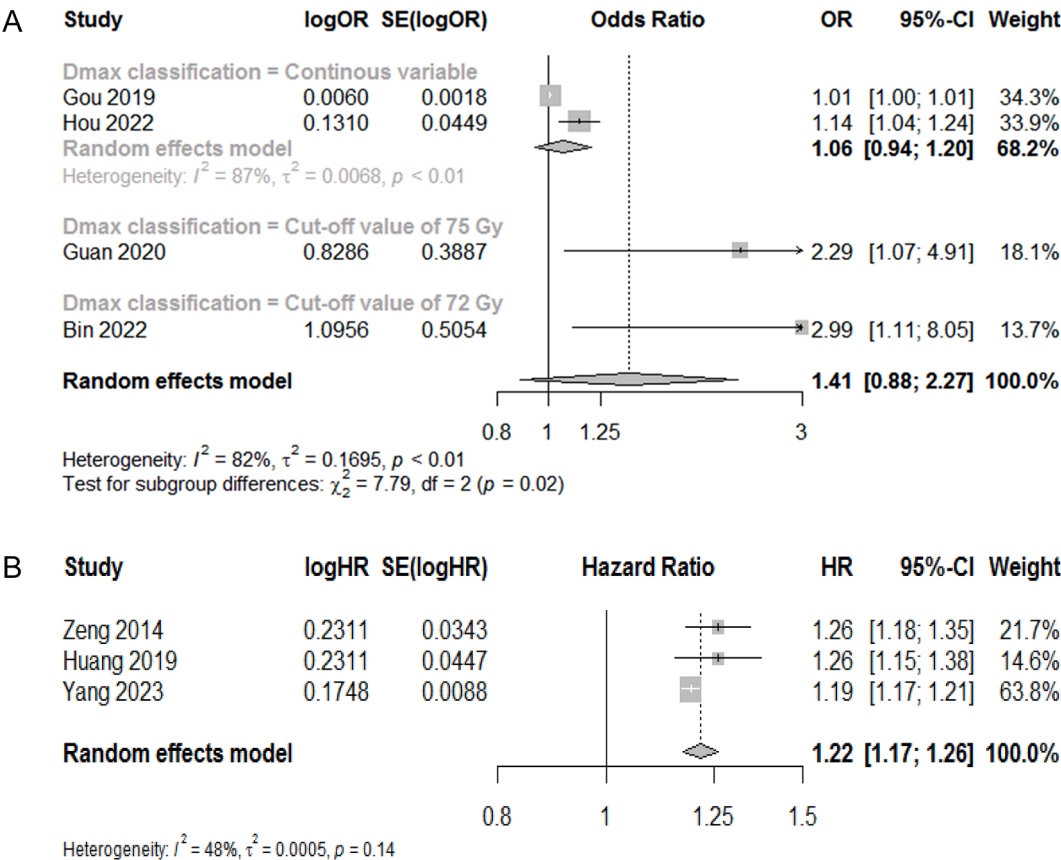 A
Study logOR SE(logOR) Odds Ratio OR 95%-CI Weight
Dmax classification = Continous variable
Gou 2019 0.0060 0.0018 1.01 [1.00; 1.01] 34.3%
Hou 2022 0.1310 0.0449 1.14 [1.04; 1.24] 33.9%
Random effects model 1.06 [0.94; 1.20] 68.2%
Heterogeneity: I² = 87%, τ² = 0.0068, p < 0.01
Dmax classification = Cut-off value of 75 Gy
Guan 2020 0.8286 0.3887 2.29 [1.07; 4.91] 18.1%
Dmax classification = Cut-off value of 72 Gy
Bin 2022 1.0956 0.5054 2.99 [1.11; 8.05] 13.7%
Random effects model 1.41 [0.88; 2.27] 100.0%
0.8 1 1.25 3
Heterogeneity: I² = 82%, τ² = 0.1695, p < 0.01
Test for subgroup differences: χ²₂ = 7.79, df = 2 (p = 0.02)
B
Study logHR SE(logHR) Hazard Ratio HR 95%-CI Weight
Zeng 2014 0.2311 0.0343 1.26 [1.18; 1.35] 21.7%
Huang 2019 0.2311 0.0447 1.26 [1.15; 1.38] 14.6%
Yang 2023 0.1748 0.0088 1.19 [1.17; 1.21] 63.8%
Random effects model 1.22 [1.17; 1.26] 100.0%
0.8 1 1.25 1.5
Heterogeneity: I² = 48%, τ² = 0.0005, p = 0.14